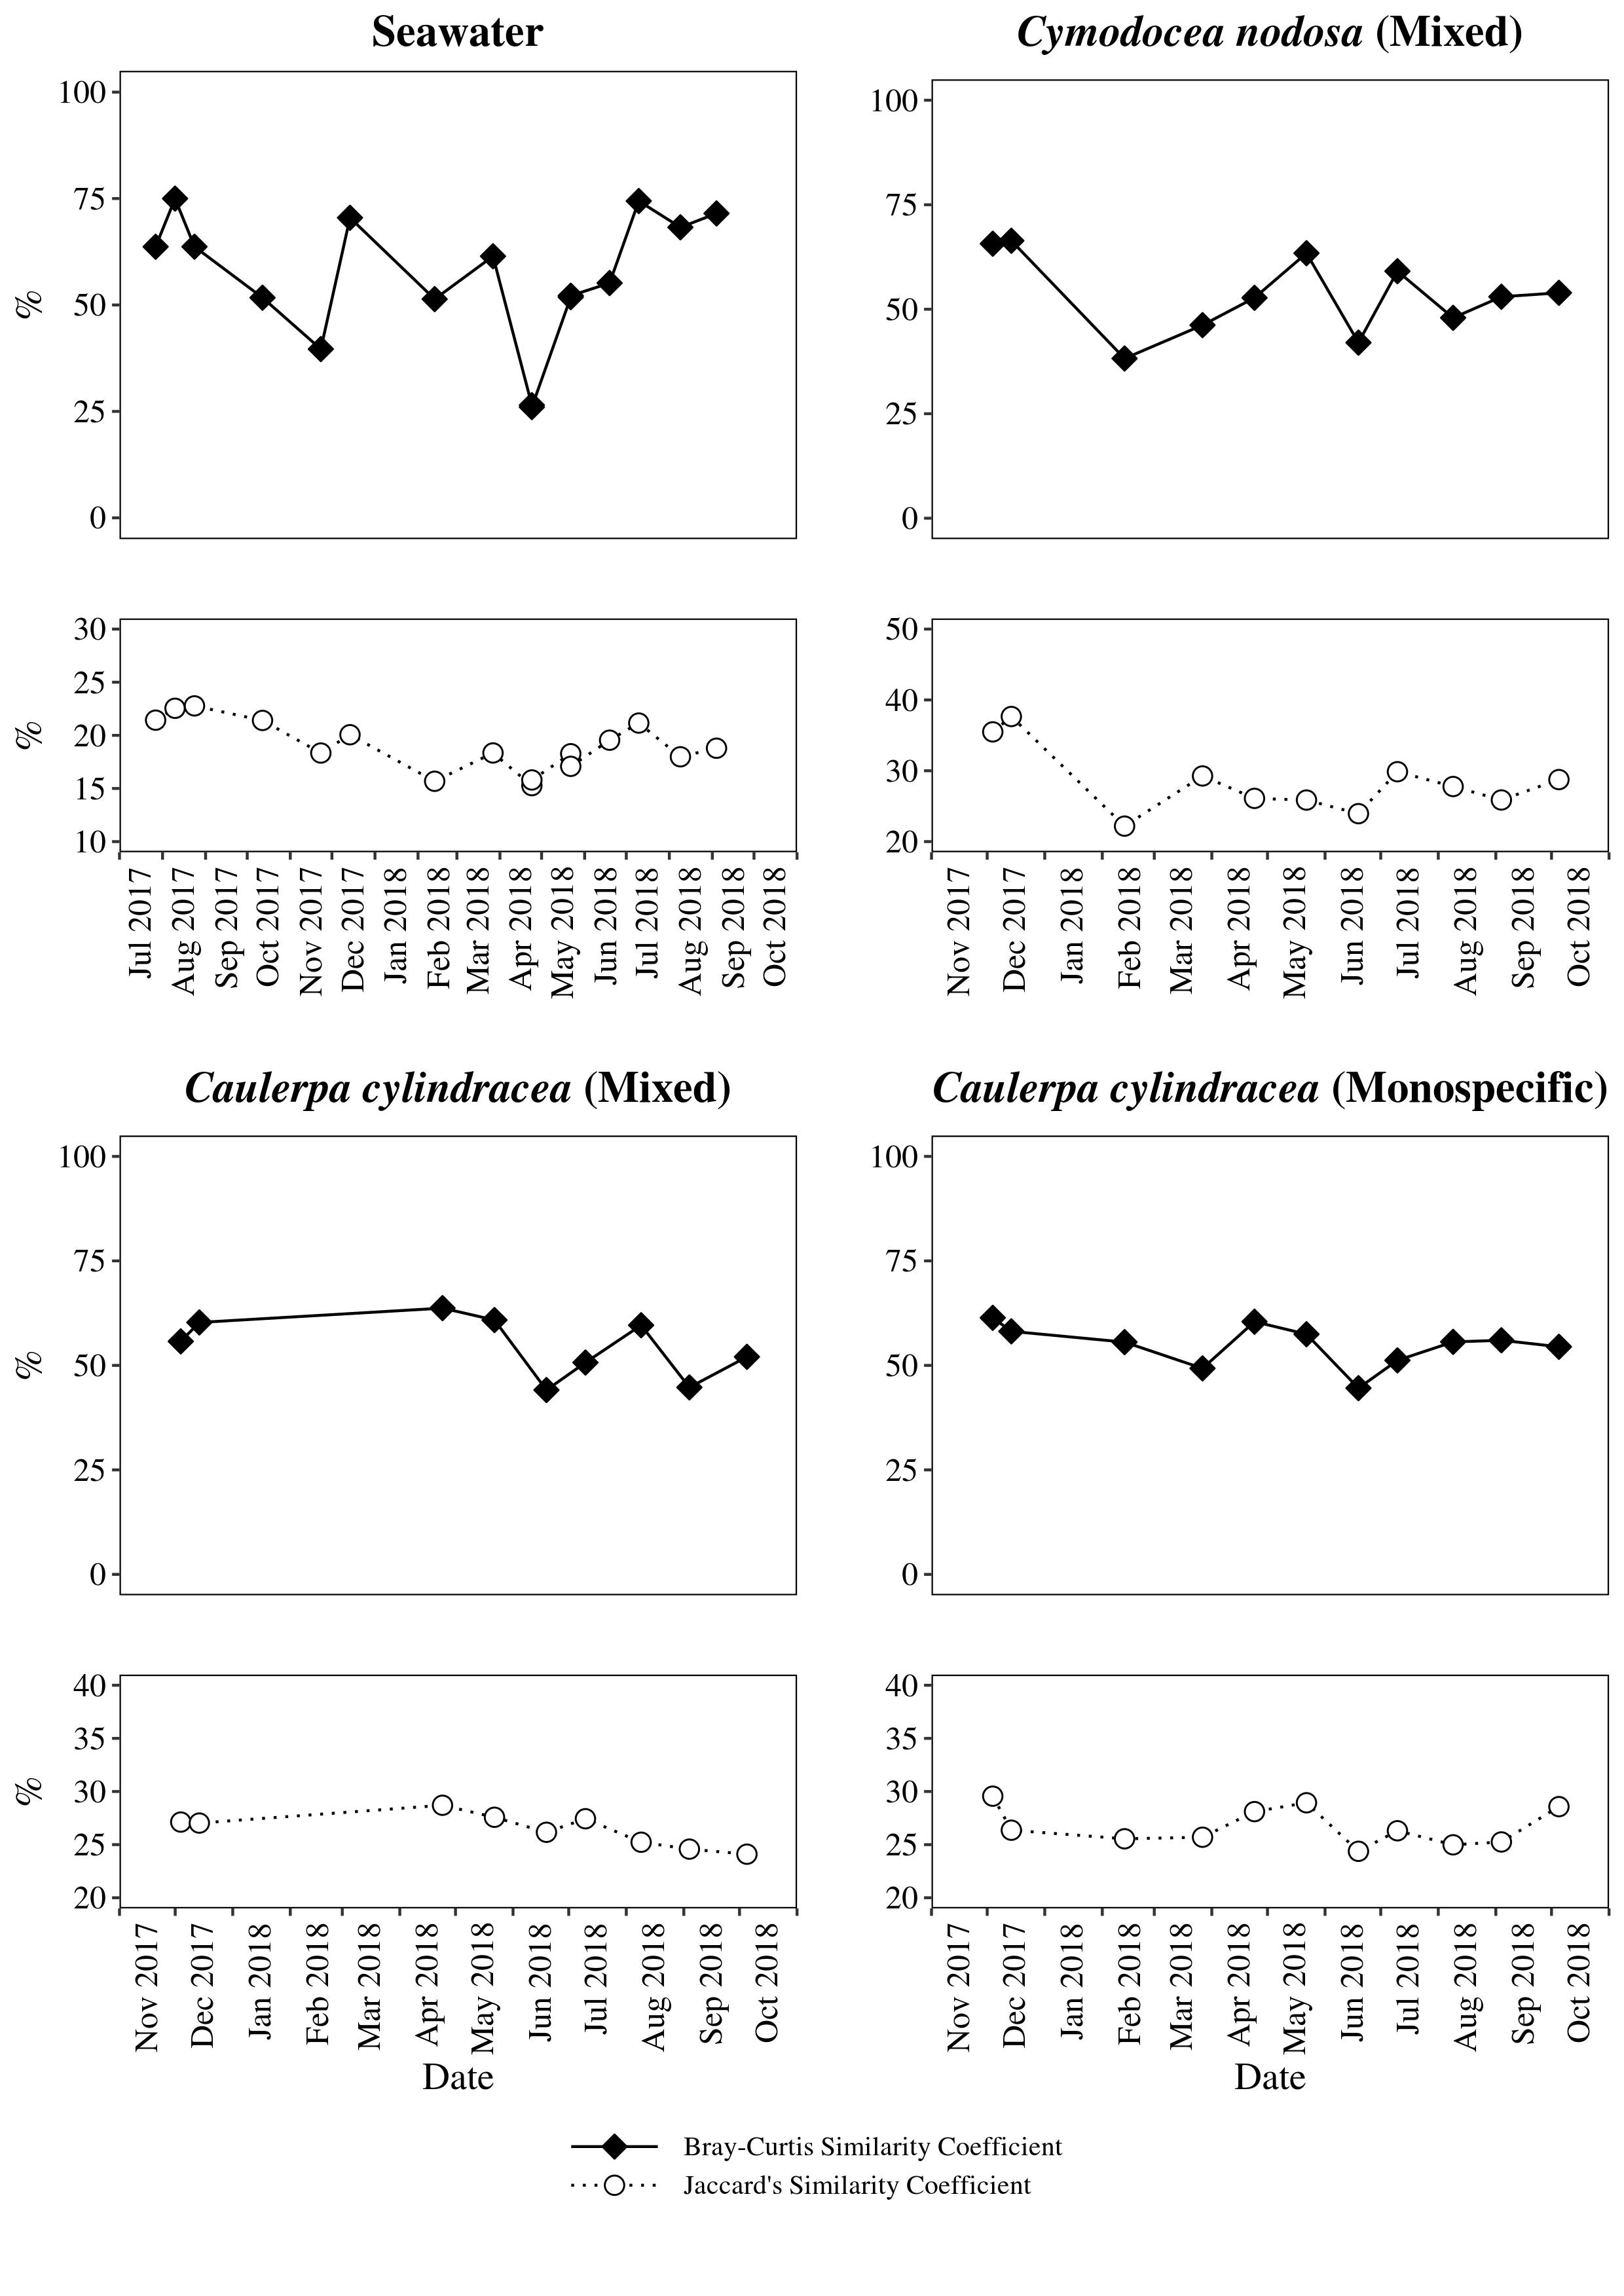 Seawater
Cymodocea nodosa (Mixed)
100
75
50
25
0
%
100
75
50
25
0
30
25
20
15
10
%
50
40
30
20
Jul 2017
Aug 2017
Sep 2017
Oct 2017
Nov 2017
Dec 2017
Jan 2018
Feb 2018
Mar 2018
Apr 2018
May 2018
Jun 2018
Jul 2018
Aug 2018
Sep 2018
Oct 2018
Nov 2017
Dec 2017
Jan 2018
Feb 2018
Mar 2018
Apr 2018
May 2018
Jun 2018
Jul 2018
Aug 2018
Sep 2018
Oct 2018
Caulerpa cylindracea (Mixed)
Caulerpa cylindracea (Monospecific)
100
75
50
25
0
%
100
75
50
25
0
40
35
30
25
20
%
40
35
30
25
20
Nov 2017
Dec 2017
Jan 2018
Feb 2018
Mar 2018
Apr 2018
May 2018
Jun 2018
Jul 2018
Aug 2018
Sep 2018
Oct 2018
Date
Nov 2017
Dec 2017
Jan 2018
Feb 2018
Mar 2018
Apr 2018
May 2018
Jun 2018
Jul 2018
Aug 2018
Sep 2018
Oct 2018
Date
Bray-Curtis Similarity Coefficient
Jaccard's Similarity Coefficient